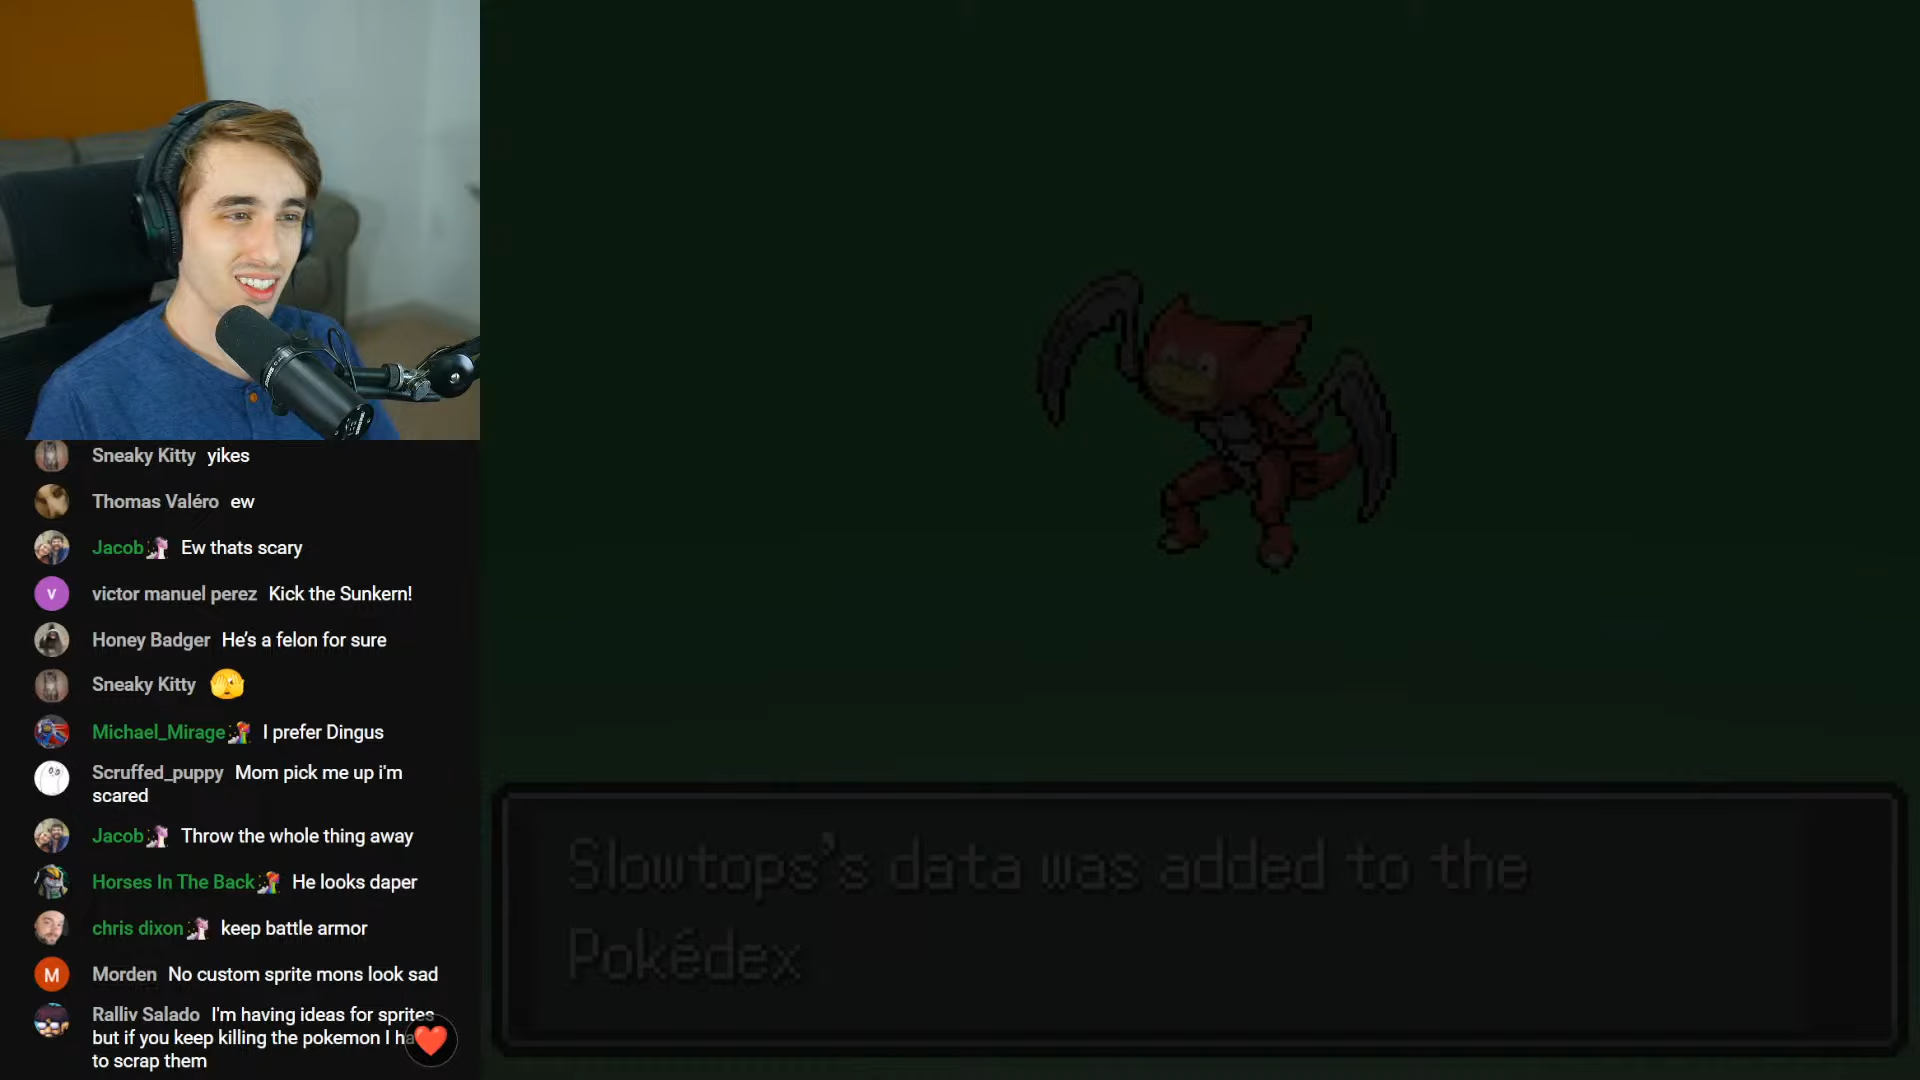 Sneaky Kitty yikes
Thomas Valéro ew
Jacob Ew thats scary
V victor manuel perez Kick the Sunkern!
Honey Badger He's a felon for sure
Sneaky Kitty
Michael_Mirage I prefer Dingus
Scruffed_puppy Mom pick me up i'm
scared
Jacob Throw the whole thing away
Horses In The Back He looks daper
chris dixon keep battle armor
M Morden No custom sprite mons look sad
Ralliv Salado I'm having ideas for sprites
but if you keep killing the pokemon I
to scrap them
Slowtops's data was added to the
Pokédex